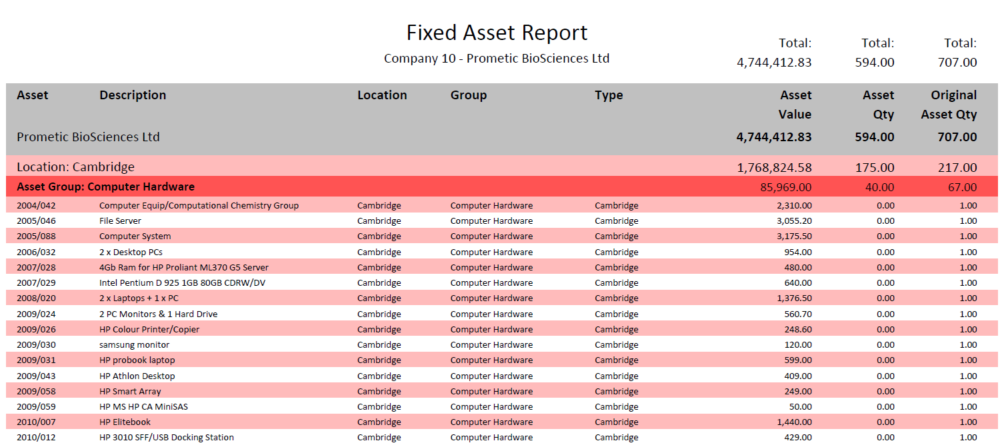 Fixed Asset Report
Company 10 - Prometic BioSciences Ltd
Total: Total: Total:
4,744,412.83 594.00 707.00
Asset Description Location Group Type Asset Asset Original
Value Qty Asset Qty
Prometic BioSciences Ltd 4,744,412.83 594.00 707.00
Location: Cambridge 1,768,824.58 175.00 217.00
Asset Group: Computer Hardware 85,969.00 40.00 67.00
2004/042 Computer Equip/Computational Chemistry Group Cambridge Computer Hardware Cambridge 2,310.00 0.00 1.00
2005/046 File Server Cambridge Computer Hardware Cambridge 3,055.20 0.00 1.00
2005/088 Computer System Cambridge Computer Hardware Cambridge 3,175.50 0.00 1.00
2006/032 2 x Desktop PCs Cambridge Computer Hardware Cambridge 954.00 0.00 1.00
2007/028 4Gb Ram for HP Proliant ML370 G5 Server Cambridge Computer Hardware Cambridge 480.00 0.00 1.00
2007/029 Intel Pentium D 925 1GB 80GB CDRW/DV Cambridge Computer Hardware Cambridge 640.00 0.00 1.00
2008/020 2 x Laptops + 1 x PC Cambridge Computer Hardware Cambridge 1,376.50 0.00 1.00
2009/024 2 PC Monitors & 1 Hard Drive Cambridge Computer Hardware Cambridge 560.70 0.00 1.00
2009/026 HP Colour Printer/Copier Cambridge Computer Hardware Cambridge 248.60 0.00 1.00
2009/030 samsung monitor Cambridge Computer Hardware Cambridge 120.00 0.00 1.00
2009/031 HP probook laptop Cambridge Computer Hardware Cambridge 599.00 0.00 1.00
2009/043 HP Athlon Desktop Cambridge Computer Hardware Cambridge 409.00 0.00 1.00
2009/058 HP Smart Array Cambridge Computer Hardware Cambridge 249.00 0.00 1.00
2009/059 HP MS HP CA MiniSAS Cambridge Computer Hardware Cambridge 50.00 0.00 1.00
2010/007 HP Elitebook Cambridge Computer Hardware Cambridge 1,440.00 0.00 1.00
2010/012 HP 3010 SFF/USB Docking Station Cambridge Computer Hardware Cambridge 429.00 0.00 1.00